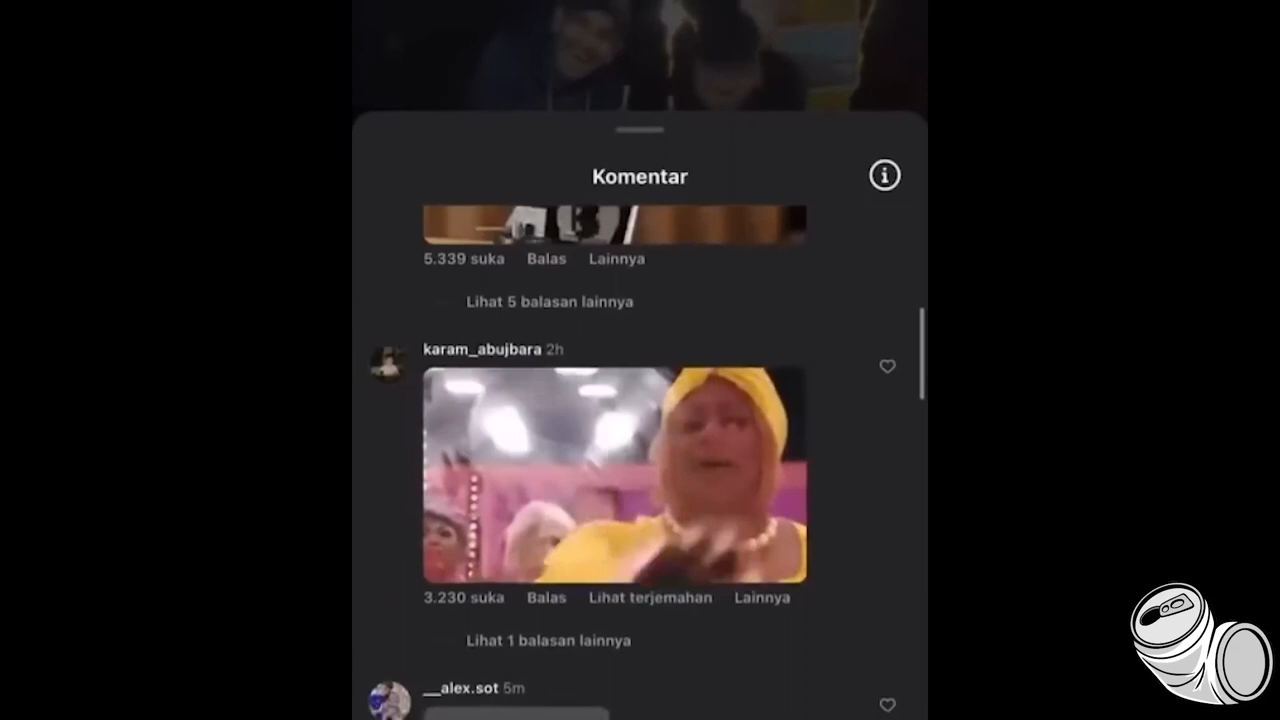 Komentar
5.339 suka Balas Lainnya
Lihat 5 balasan lainnya
karam_abujbara 2h
3.230 suka Balas Lihat terjemahan Lainnya
Lihat 1 balasan lainnya
__alex.sot 5m